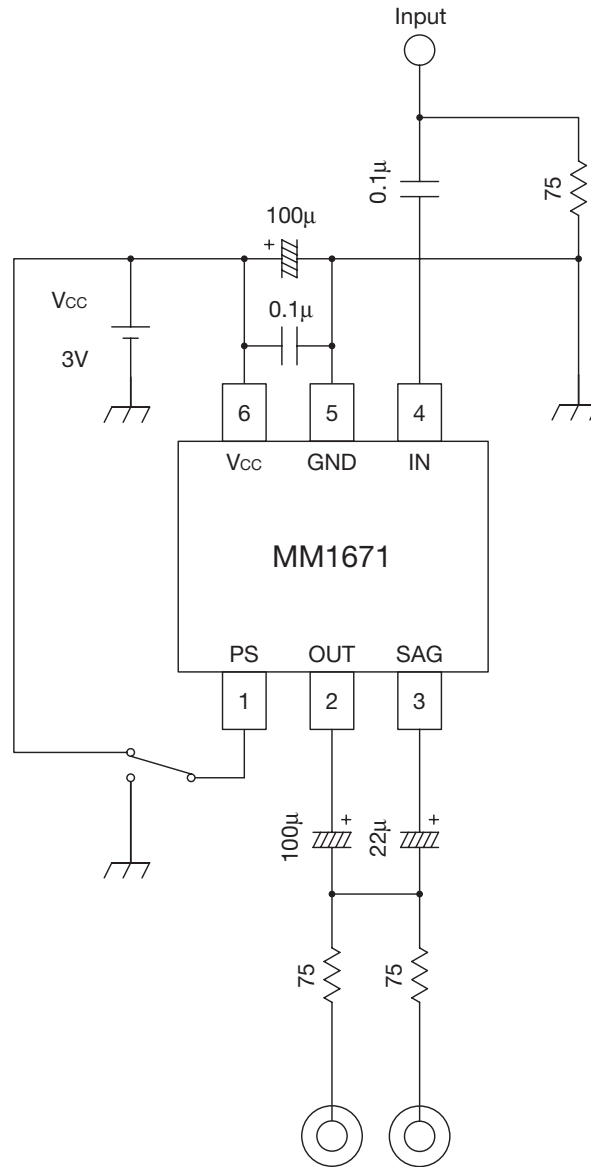 Input
0.1µ
75
100µ
+
VCC
0.1µ
3V
6
5
4
VCC
GND
IN
MM1671
PS
OUT
SAG
1
2
3
100µ
+
22µ
+
75
75